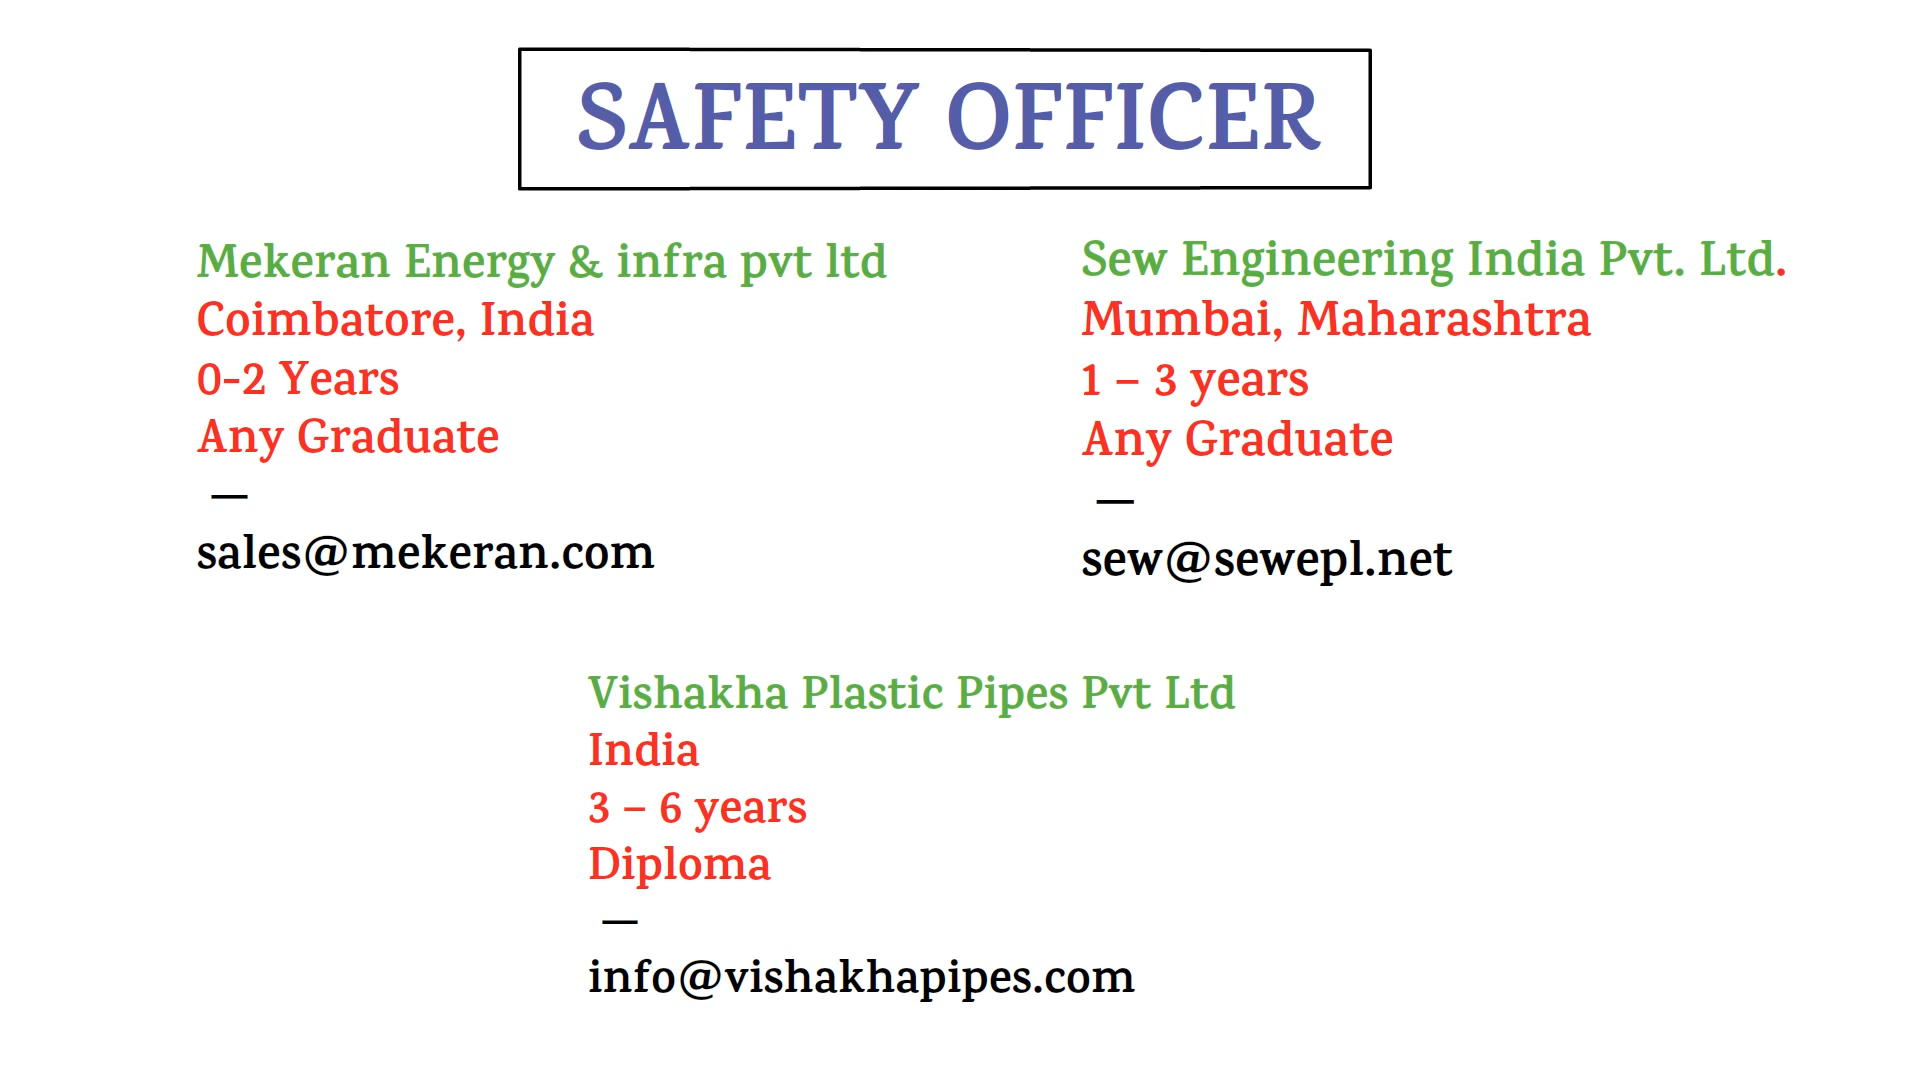 SAFETY OFFICER
Mekeran Energy & infra pvt ltd
Coimbatore, India
0-2 Years
Any Graduate
—
sales@mekeran.com
Sew Engineering India Pvt. Ltd.
Mumbai, Maharashtra
1 – 3 years
Any Graduate
—
sew@sewepl.net
Vishakha Plastic Pipes Pvt Ltd
India
3 – 6 years
Diploma
—
info@vishakhapipes.com